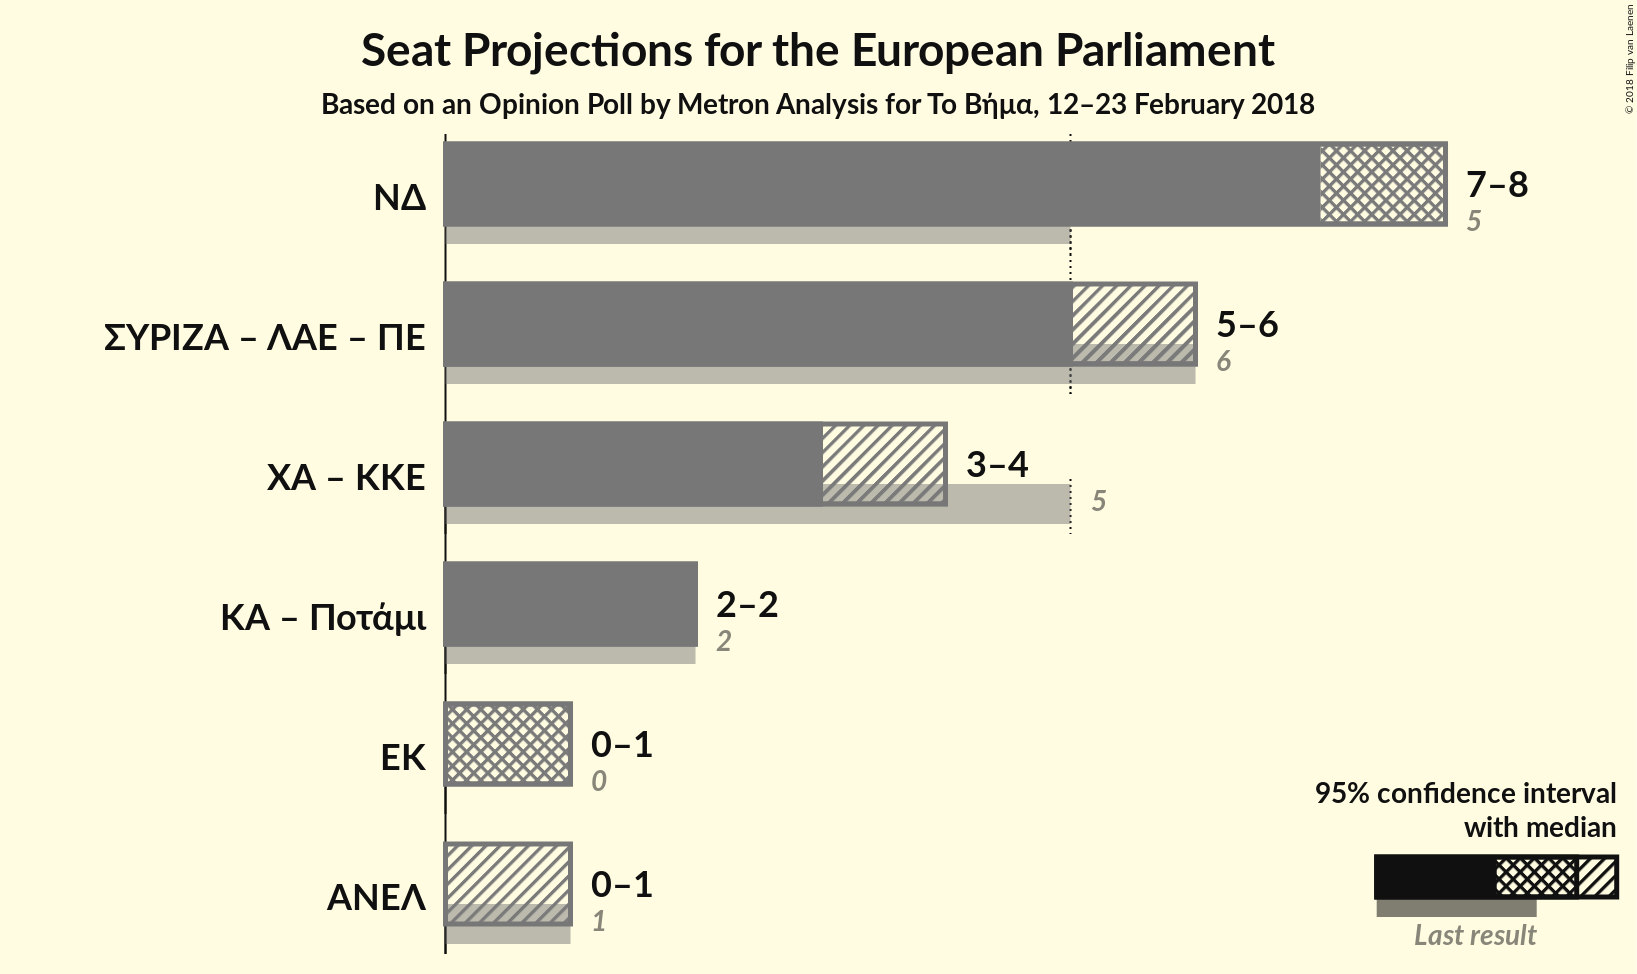 Seat Projections for the European Parliament
Based on an Opinion Poll by Metron Analysis for Το Βήμα, 12–23 February 2018
© 2018 Filip van Laenen
ΝΔ
7–8
5
ΣΥΡΙΖΑ – ΛΑΕ – ΠΕ
5–6
6
ΧΑ – ΚΚΕ
3–4
5
ΚΑ – Ποτάμι
2–2
2
ΕΚ
0–1
0
ΑΝΕΛ
0–1
1
95% confidence interval
with median
Last result